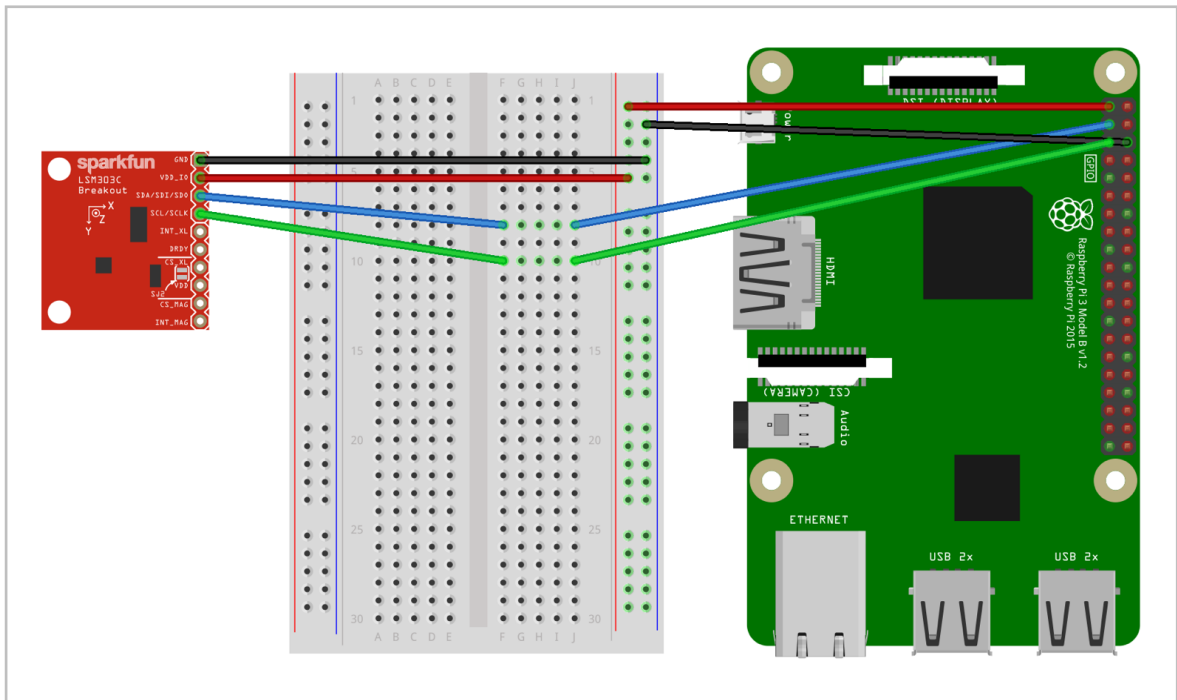 sparkfun
LSM303C
Breakout
X
Z
Y
SJ2
GND
VDD_IO
SDA/SDI/SDO
SCL/SCLK
INT_XL
DRDY
CS_XL
VDD
CS_MAG
INT_MAG
A B C D E F G H I J
1 1
5 5
10 10
15 15
20 20
25 25
30 30
A B C D E F G H I J
DSI (DISPLAY)
Power
GPIO
HDMI
Raspberry Pi 3 Model B v1.2
© Raspberry Pi 2015
CSI (CAMERA)
Audio
ETHERNET
USB 2x
USB 2x